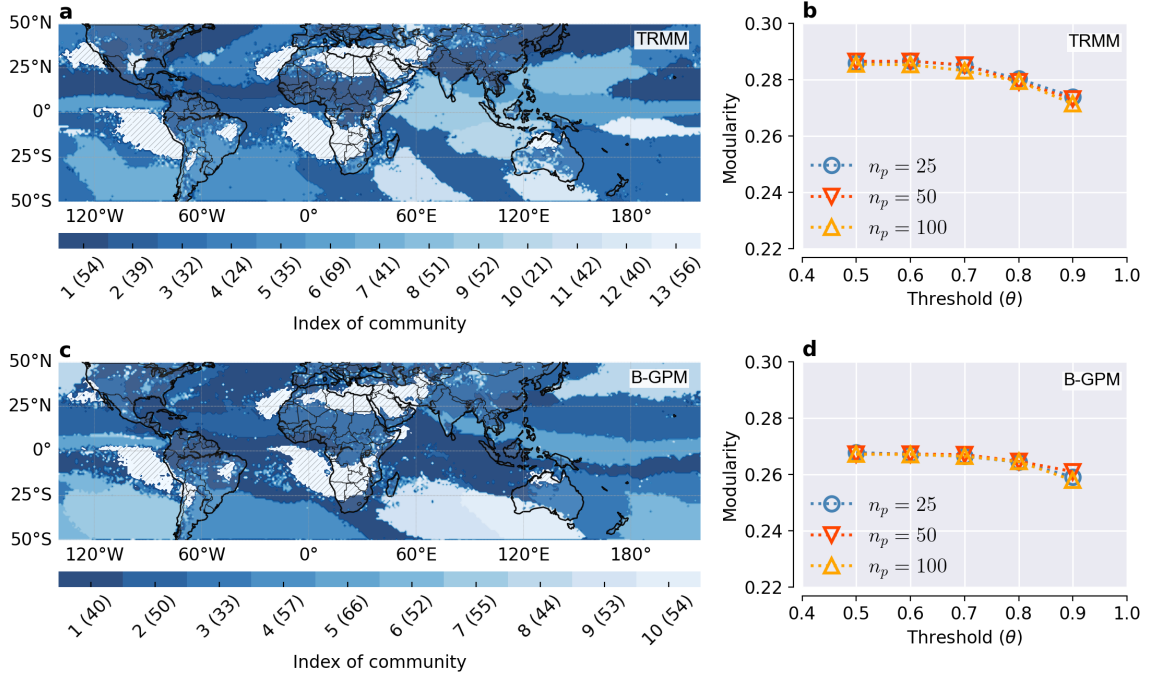 a
50°N
25°N
0°
25°S
50°S
TRMM
120°W 60°W 0° 60°E 120°E 180°
1 (54) 2 (39) 3 (32) 4 (24) 5 (35) 6 (69) 7 (41) 8 (51) 9 (52) 10 (21) 11 (42) 12 (40) 13 (56)
Index of community
b
TRMM
Modularity
0.30
0.28
0.26
0.24
0.22
n_p = 25
n_p = 50
n_p = 100
0.4 0.5 0.6 0.7 0.8 0.9 1.0
Threshold (θ)
c
50°N
25°N
0°
25°S
50°S
B-GPM
120°W 60°W 0° 60°E 120°E 180°
1 (40) 2 (50) 3 (33) 4 (57) 5 (66) 6 (52) 7 (55) 8 (44) 9 (53) 10 (54)
Index of community
d
B-GPM
Modularity
0.30
0.28
0.26
0.24
0.22
n_p = 25
n_p = 50
n_p = 100
0.4 0.5 0.6 0.7 0.8 0.9 1.0
Threshold (θ)